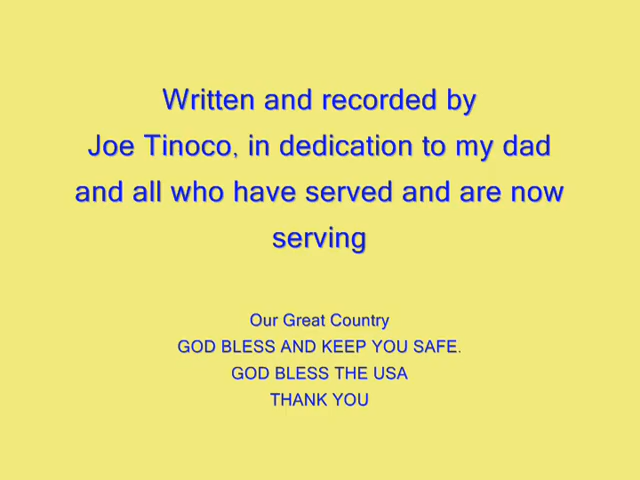 Written and recorded by
Joe Tinoco, in dedication to my dad
and all who have served and are now
serving
Our Great Country
GOD BLESS AND KEEP YOU SAFE.
GOD BLESS THE USA
THANK YOU